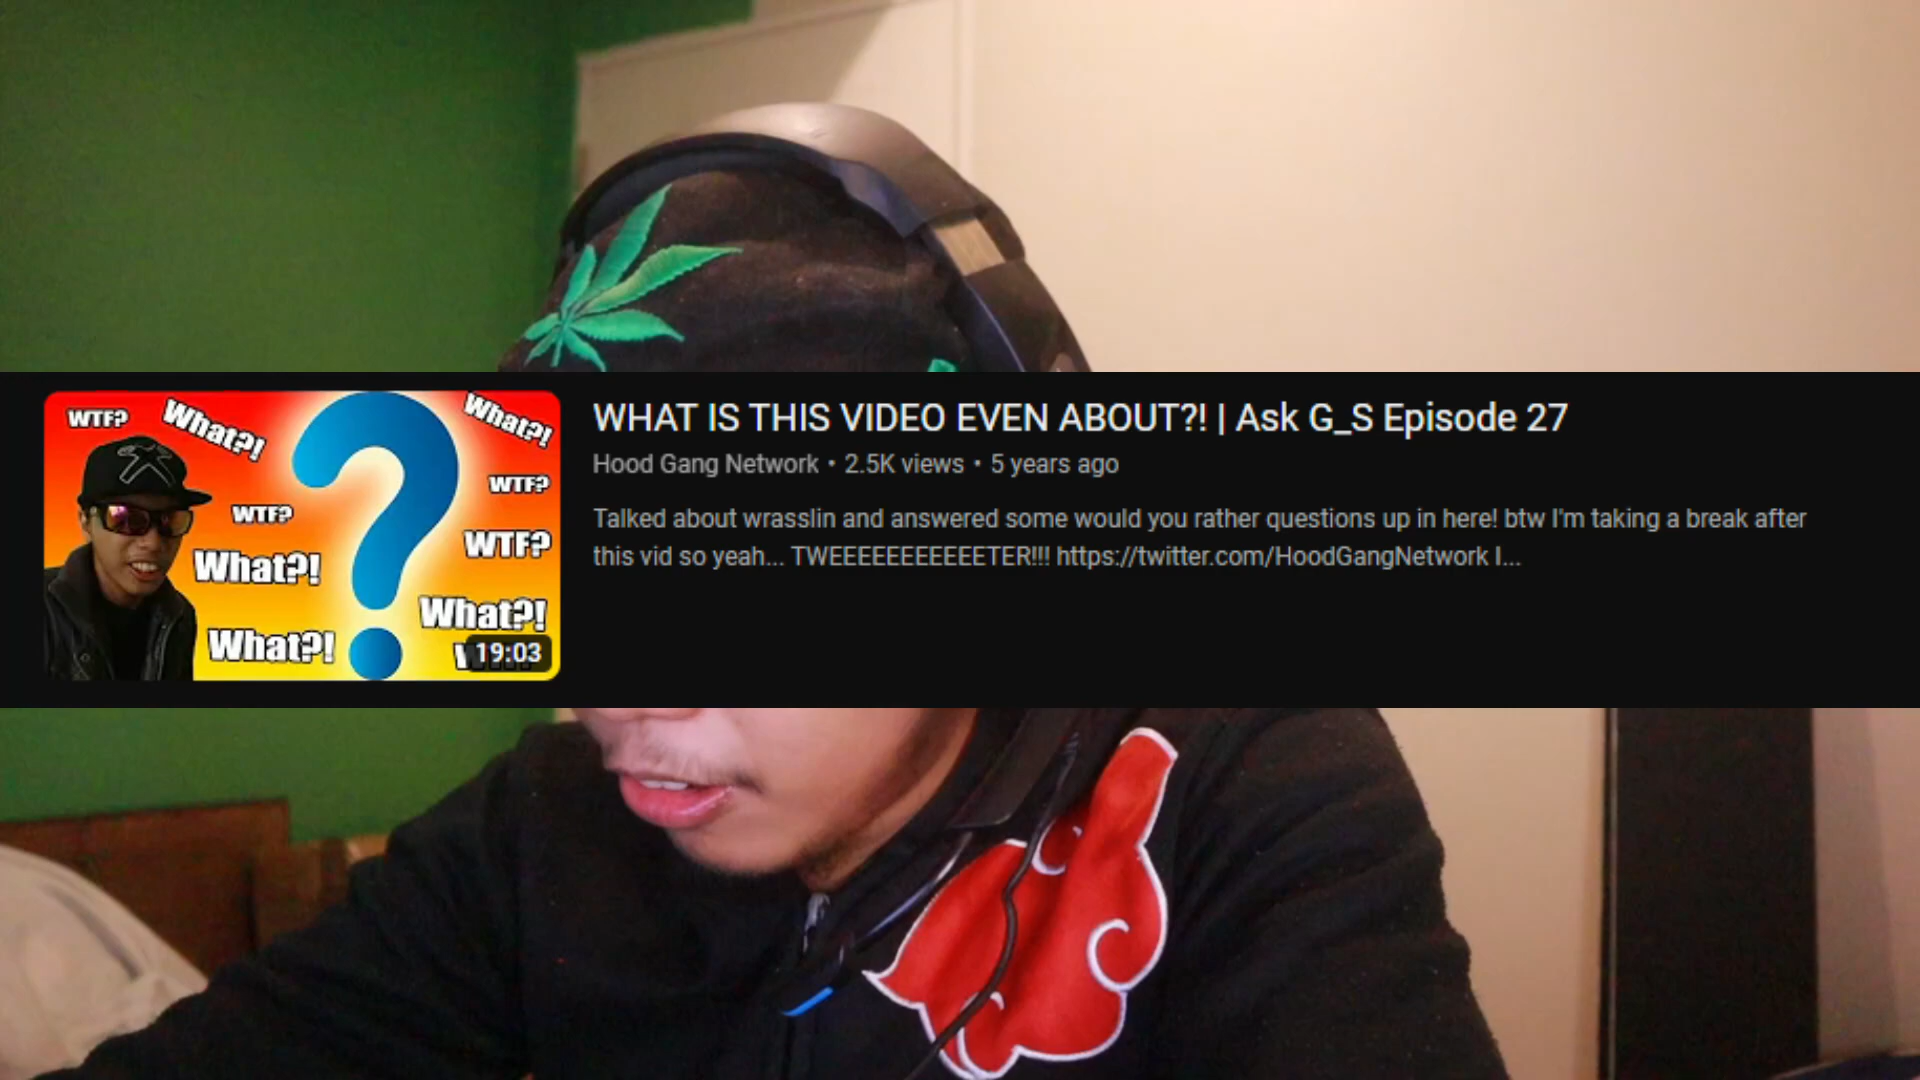 WTF?
What?!
What?!
WTF?
WTF?
WTF?
What?!
What?!
What?!
19:03
WHAT IS THIS VIDEO EVEN ABOUT?! | Ask G_S Episode 27
Hood Gang Network • 2.5K views • 5 years ago
Talked about wrasslin and answered some would you rather questions up in here! btw I'm taking a break after
this vid so yeah... TWEEEEEEEEEEETER!!! https://twitter.com/HoodGangNetwork I...